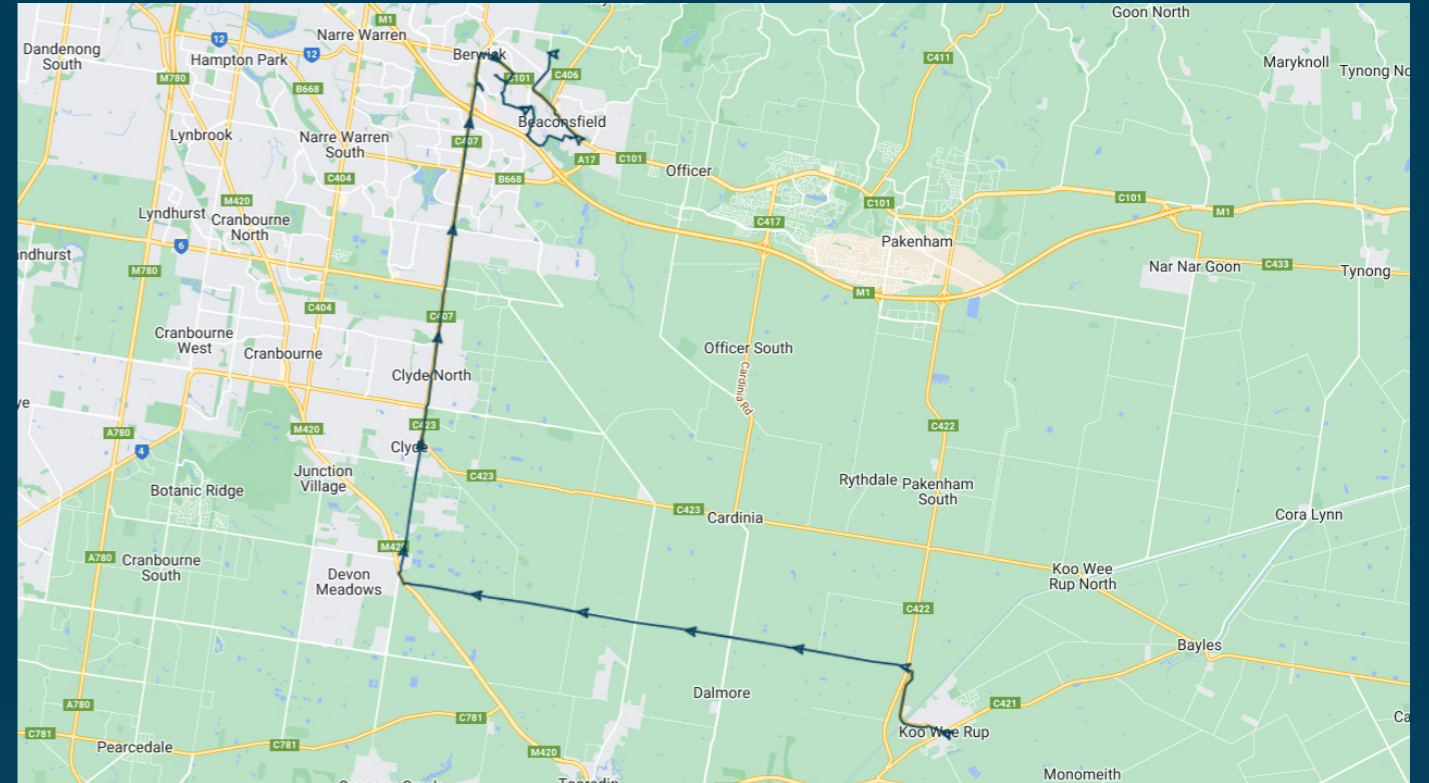 Goon North
M1
Narre Warren
12
Dandenong
South
Hampton Park
12
Berwick
C411
Maryknoll
Tynong No
M780
C101
C406
B668
Lynbrook
Beaconsfield
Narre Warren
South
C407
A17
C101
Officer
C404
B668
M420
C101
C101
Lyndhurst
Cranbourne
North
C417
M1
6
Pakenham
ndhurst
M780
Nar Nar Goon
C433
Tynong
M1
C404
C407
Cranbourne
West
Cranbourne
Officer South
Clyde North
Cardinia Rd
ye
A780
M420
C423
C422
4
Clyde
Junction
Village
C423
Botanic Ridge
Rythdale
Pakenham
South
C423
Cardinia
Cora Lynn
M420
A780
Cranbourne
South
Devon
Meadows
Koo Wee
Rup North
C422
Bayles
Dalmore
A780
C421
C781
C781
Koo Wee Rup
Ca
Pearcedale
C781
M420
Monomeith
Tooradin